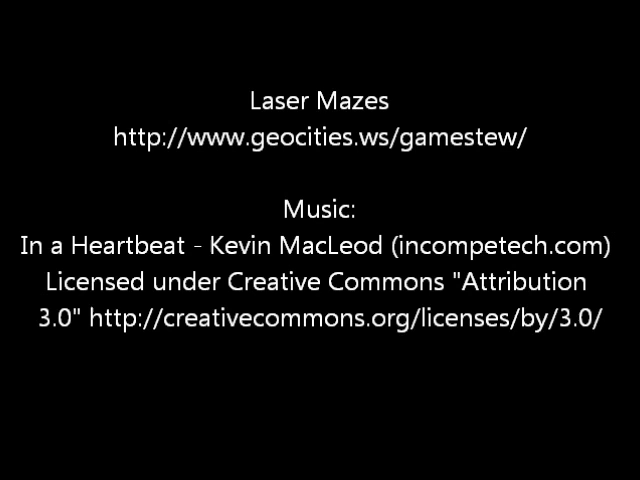 Laser Mazes
http://www.geocities.ws/gamestew/
Music:
In a Heartbeat - Kevin MacLeod (incompetech.com)
Licensed under Creative Commons "Attribution
3.0" http://creativecommons.org/licenses/by/3.0/